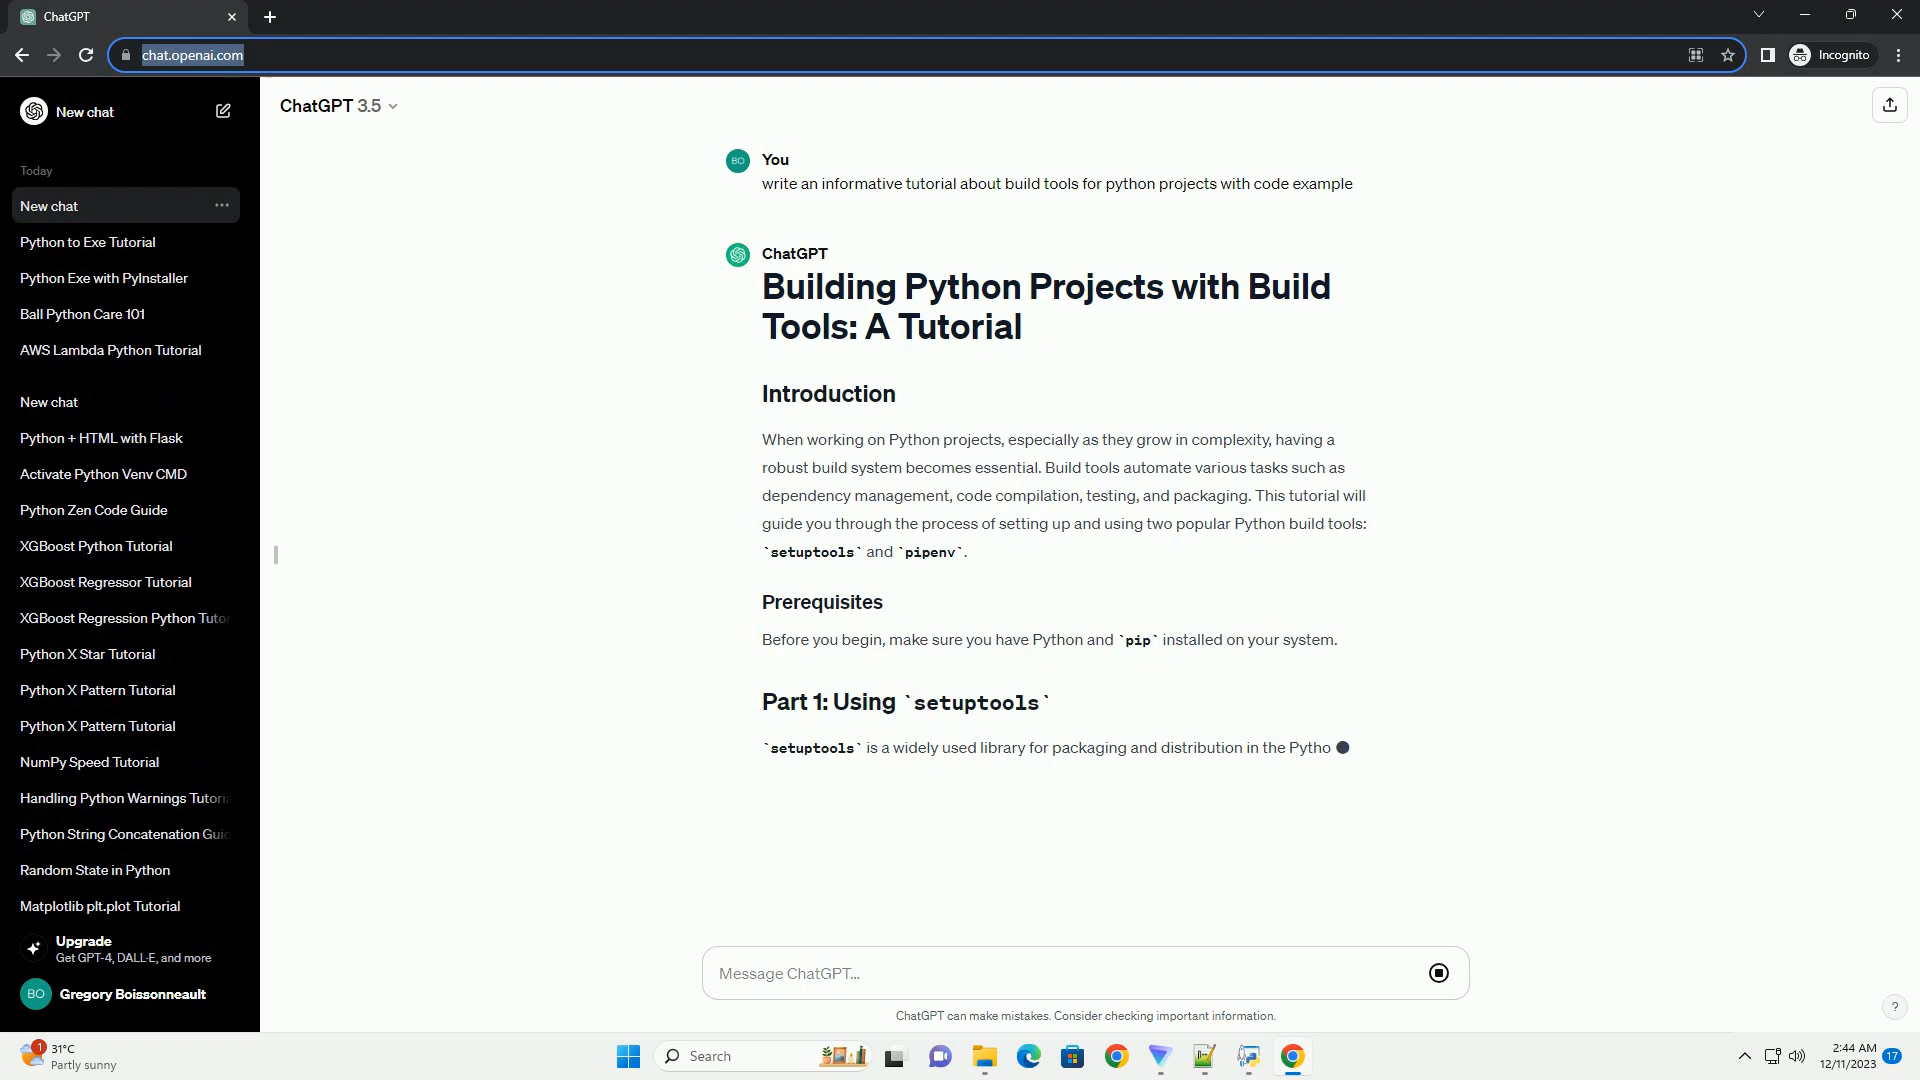 ChatGPT
chat.openai.com
Incognito
New chat
Today
New chat
Python to Exe Tutorial
Python Exe with PyInstaller
Ball Python Care 101
AWS Lambda Python Tutorial
New chat
Python + HTML with Flask
Activate Python Venv CMD
Python Zen Code Guide
XGBoost Python Tutorial
XGBoost Regressor Tutorial
XGBoost Regression Python Tutor
Python X Star Tutorial
Python X Pattern Tutorial
Python X Pattern Tutorial
NumPy Speed Tutorial
Handling Python Warnings Tutoria
Python String Concatenation Guid
Random State in Python
Matplotlib plt.plot Tutorial
Upgrade
Get GPT-4, DALL·E, and more
BO Gregory Boissonneault
ChatGPT 3.5
BO You
write an informative tutorial about build tools for python projects with code example
ChatGPT
Building Python Projects with Build
Tools: A Tutorial
Introduction
When working on Python projects, especially as they grow in complexity, having a
robust build system becomes essential. Build tools automate various tasks such as
dependency management, code compilation, testing, and packaging. This tutorial will
guide you through the process of setting up and using two popular Python build tools:
`setuptools` and `pipenv`.
Prerequisites
Before you begin, make sure you have Python and `pip` installed on your system.
Part 1: Using `setuptools`
`setuptools` is a widely used library for packaging and distribution in the Pytho
Message ChatGPT...
ChatGPT can make mistakes. Consider checking important information.
?
1
31°C
Partly sunny
Search
2:44 AM
12/11/2023
17